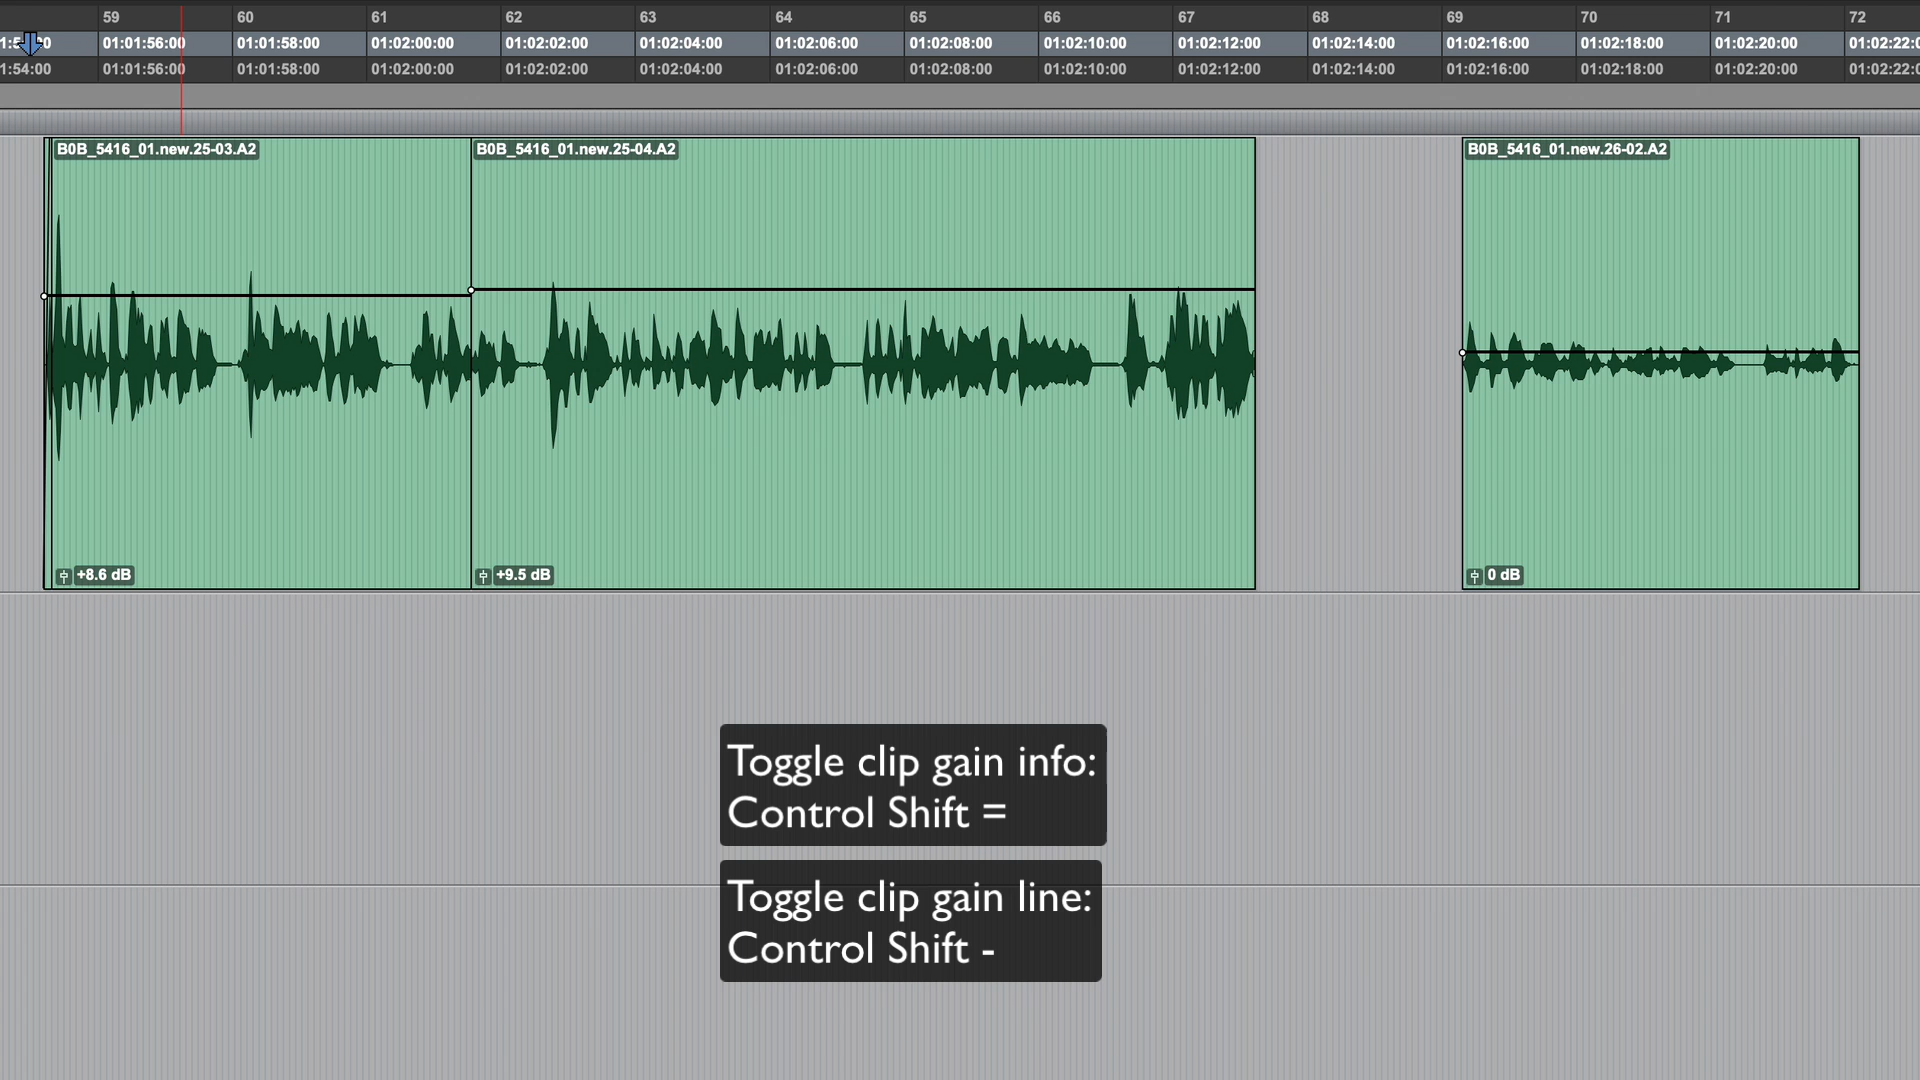 59 60 61 62 63 64 65 66 67 68 69 70 71 72
01:01:56:00 01:01:58:00 01:02:00:00 01:02:02:00 01:02:04:00 01:02:06:00 01:02:08:00 01:02:10:00 01:02:12:00 01:02:14:00 01:02:16:00 01:02:18:00 01:02:20:00 01:02:22:0
1:54:00 01:01:56:00 01:01:58:00 01:02:00:00 01:02:02:00 01:02:04:00 01:02:06:00 01:02:08:00 01:02:10:00 01:02:12:00 01:02:14:00 01:02:16:00 01:02:18:00 01:02:20:00 01:02:22:0
B0B_5416_01.new.25-03.A2 B0B_5416_01.new.25-04.A2 B0B_5416_01.new.26-02.A2
+8.6 dB +9.5 dB 0 dB
Toggle clip gain info:
Control Shift =
Toggle clip gain line:
Control Shift -